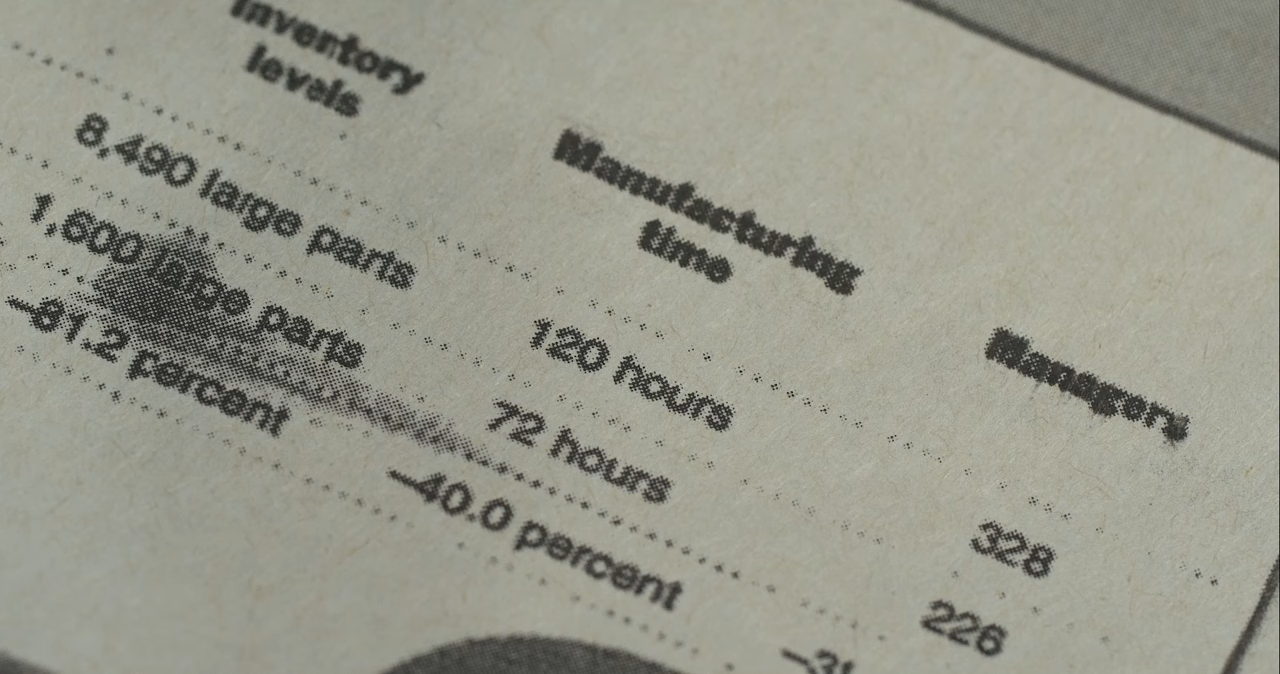 Inventory
levels
Manufacturing
time
Managers
8,490 large parts
120 hours
328
1,600 large parts
72 hours
226
–81.2 percent
–40.0 percent
–31